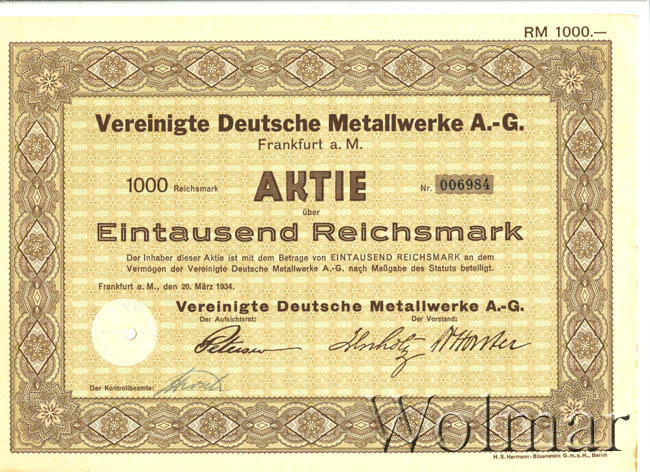 RM 1000.—
Vereinigte Deutsche Metallwerke A.-G.
Frankfurt a. M.
1000 Reichsmark AKTIE Nr. 006984
über
Eintausend Reichsmark
Der Inhaber dieser Aktie ist mit dem Betrage von EINTAUSEND REICHSMARK an dem
Vermögen der Vereinigte Deutsche Metallwerke A.-G. nach Maßgabe des Statuts beteiligt.
Frankfurt a. M., den 20. März 1934.
Vereinigte Deutsche Metallwerke A.-G.
Der Aufsichtsrat: Der Vorstand:
Petersen
Der Kontrollbeamte:
Wolmar
H. S. Hermann - Büxenstein G. m. b. H., Berlin